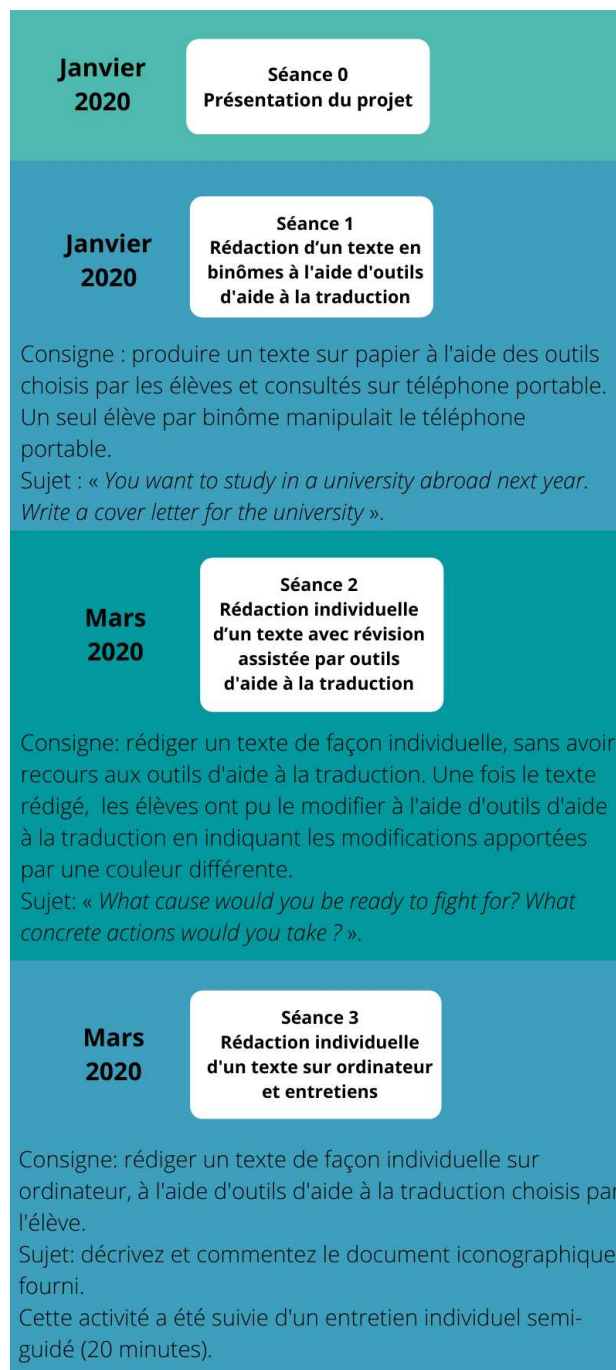 Janvier
2020
Séance 0
Présentation du projet
Janvier
2020
Séance 1
Rédaction d’un texte en
binômes à l'aide d'outils
d'aide à la traduction
Consigne : produire un texte sur papier à l'aide des outils
choisis par les élèves et consultés sur téléphone portable.
Un seul élève par binôme manipulait le téléphone
portable.
Sujet : « You want to study in a university abroad next year.
Write a cover letter for the university ».
Mars
2020
Séance 2
Rédaction individuelle
d’un texte avec révision
assistée par outils
d'aide à la traduction
Consigne: rédiger un texte de façon individuelle, sans avoir
recours aux outils d'aide à la traduction. Une fois le texte
rédigé, les élèves ont pu le modifier à l'aide d'outils d'aide
à la traduction en indiquant les modifications apportées
par une couleur différente.
Sujet: « What cause would you be ready to fight for? What
concrete actions would you take ? ».
Mars
2020
Séance 3
Rédaction individuelle
d'un texte sur ordinateur
et entretiens
Consigne: rédiger un texte de façon individuelle sur
ordinateur, à l'aide d'outils d'aide à la traduction choisis par
l'élève.
Sujet: décrivez et commentez le document iconographique
fourni.
Cette activité a été suivie d'un entretien individuel semi-
guidé (20 minutes).